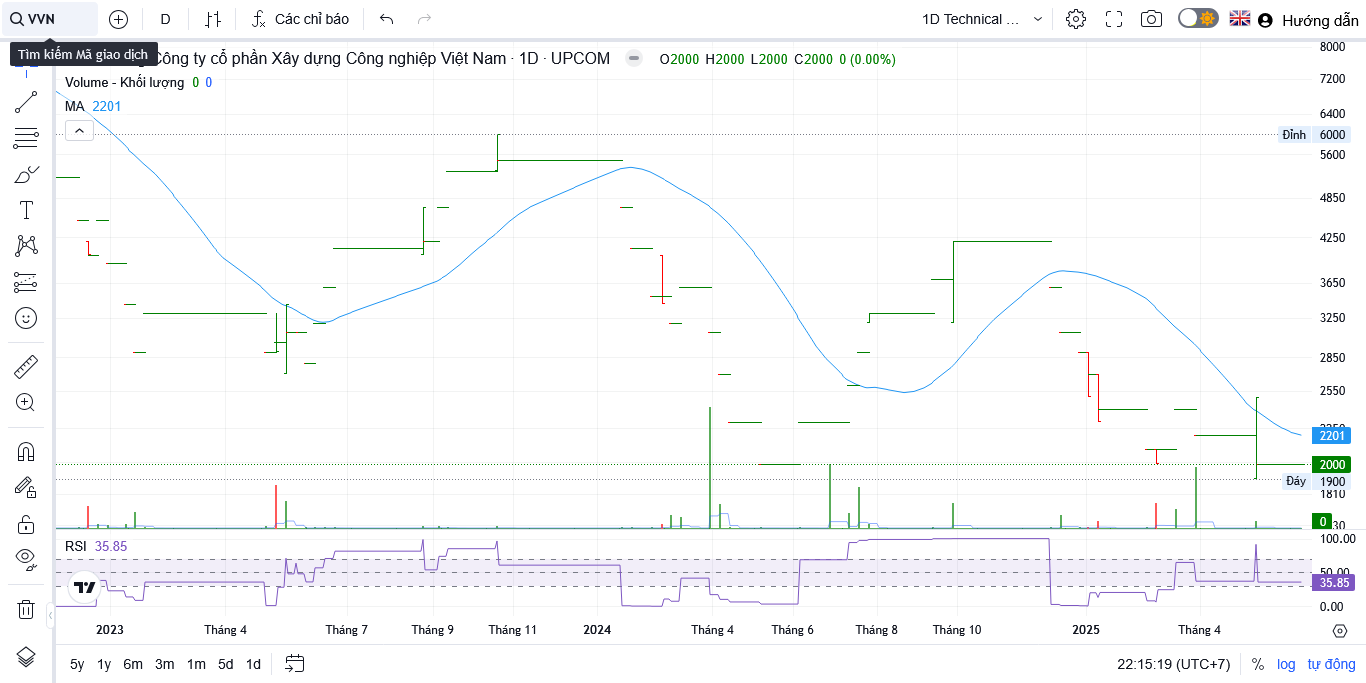 VVN
D
Các chỉ báo
1D Technical ...
Hướng dẫn
Tìm kiếm Mã giao dịch
Công ty cổ phần Xây dựng Công nghiệp Việt Nam · 1D · UPCOM
O2000 H2000 L2000 C2000 0 (0.00%)
Volume - Khối lượng 0 0
MA 2201
8000
7200
6400
Đỉnh 6000
5600
4850
4250
3650
3250
2850
2550
2201
2000
Đáy 1900
1810
0
RSI 35.85
100.00
50.00
35.85
0.00
2023 Tháng 4 Tháng 7 Tháng 9 Tháng 11 2024 Tháng 4 Tháng 6 Tháng 8 Tháng 10 2025 Tháng 4
5y 1y 6m 3m 1m 5d 1d
22:15:19 (UTC+7) % log tự động